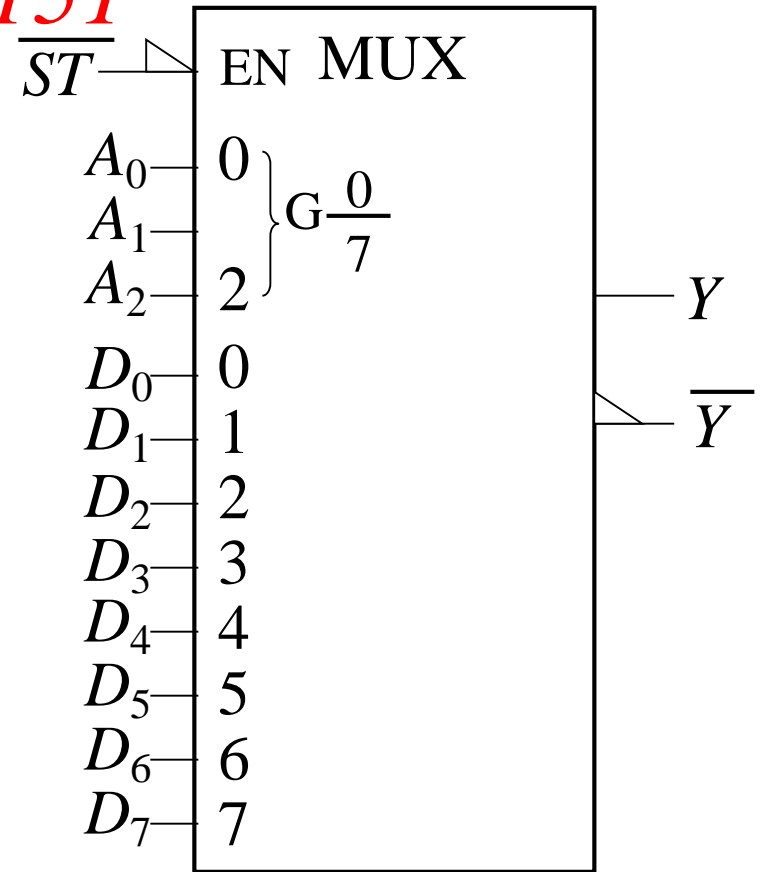 151
S̅T̅ EN MUX
A₀ 0
G 0/7
A₁
A₂ 2
Y
D₀ 0
D₁ 1
Y̅
D₂ 2
D₃ 3
D₄ 4
D₅ 5
D₆ 6
D₇ 7